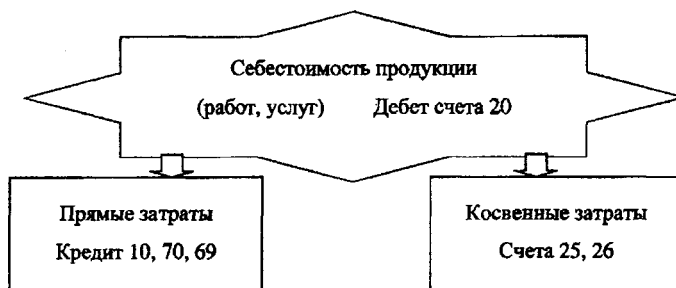 Себестоимость продукции
(работ, услуг) Дебет счета 20
Прямые затраты
Кредит 10, 70, 69
Косвенные затраты
Счета 25, 26